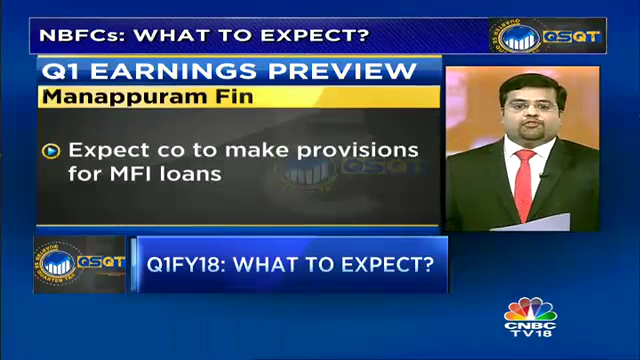 NBFCs: WHAT TO EXPECT?
QSQT
Q1 EARNINGS PREVIEW
Manappuram Fin
Expect co to make provisions
for MFI loans
QSQT
QSQT
Q1FY18: WHAT TO EXPECT?
CNBC
TV18